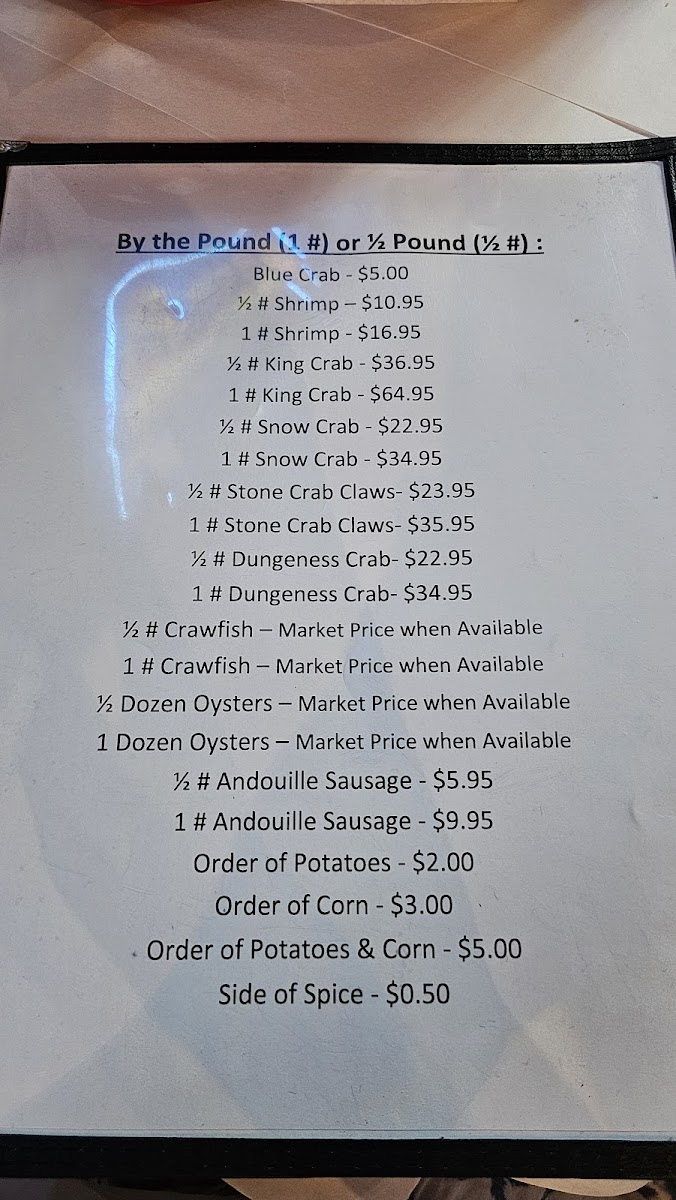 By the Pound (1 #) or ½ Pound (½ #) :
Blue Crab - $5.00
½ # Shrimp – $10.95
1 # Shrimp - $16.95
½ # King Crab - $36.95
1 # King Crab - $64.95
½ # Snow Crab - $22.95
1 # Snow Crab - $34.95
½ # Stone Crab Claws- $23.95
1 # Stone Crab Claws- $35.95
½ # Dungeness Crab- $22.95
1 # Dungeness Crab- $34.95
½ # Crawfish – Market Price when Available
1 # Crawfish – Market Price when Available
½ Dozen Oysters – Market Price when Available
1 Dozen Oysters – Market Price when Available
½ # Andouille Sausage - $5.95
1 # Andouille Sausage - $9.95
Order of Potatoes - $2.00
Order of Corn - $3.00
Order of Potatoes & Corn - $5.00
Side of Spice - $0.50